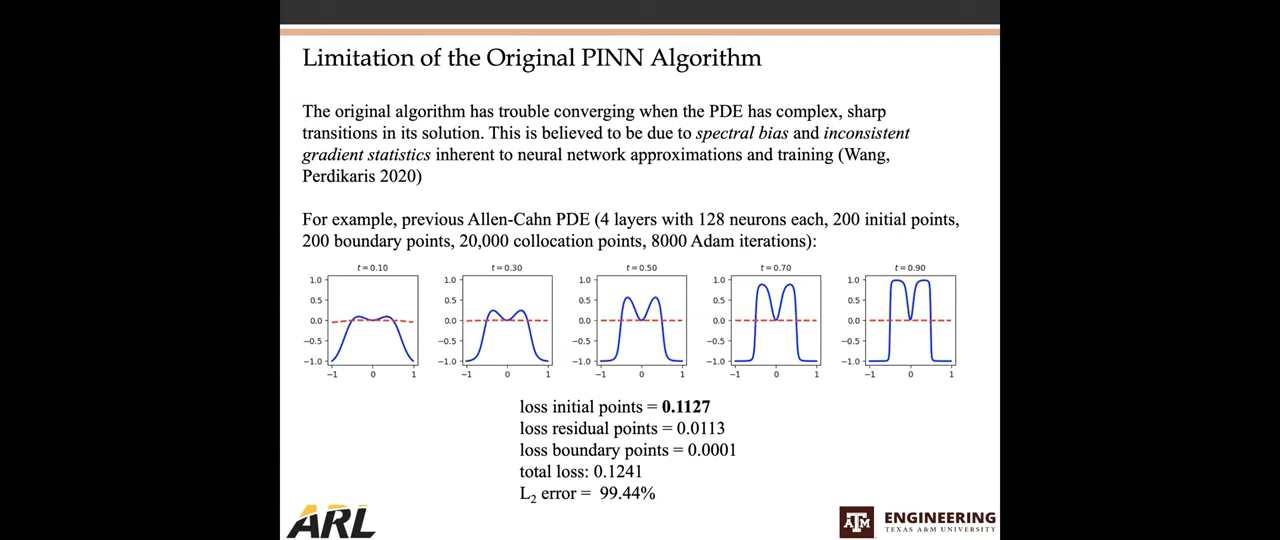 Limitation of the Original PINN Algorithm
The original algorithm has trouble converging when the PDE has complex, sharp
transitions in its solution. This is believed to be due to spectral bias and inconsistent
gradient statistics inherent to neural network approximations and training (Wang,
Perdikaris 2020)
For example, previous Allen-Cahn PDE (4 layers with 128 neurons each, 200 initial points,
200 boundary points, 20,000 collocation points, 8000 Adam iterations):
t = 0.10
1.0
0.5
0.0
−0.5
−1.0
−1 0 1
t = 0.30
1.0
0.5
0.0
−0.5
−1.0
−1 0 1
t = 0.50
1.0
0.5
0.0
−0.5
−1.0
−1 0 1
t = 0.70
1.0
0.5
0.0
−0.5
−1.0
−1 0 1
t = 0.90
1.0
0.5
0.0
−0.5
−1.0
−1 0 1
loss initial points = 0.1127
loss residual points = 0.0113
loss boundary points = 0.0001
total loss: 0.1241
L2 error = 99.44%
ARL
ATM ENGINEERING
TEXAS A&M UNIVERSITY